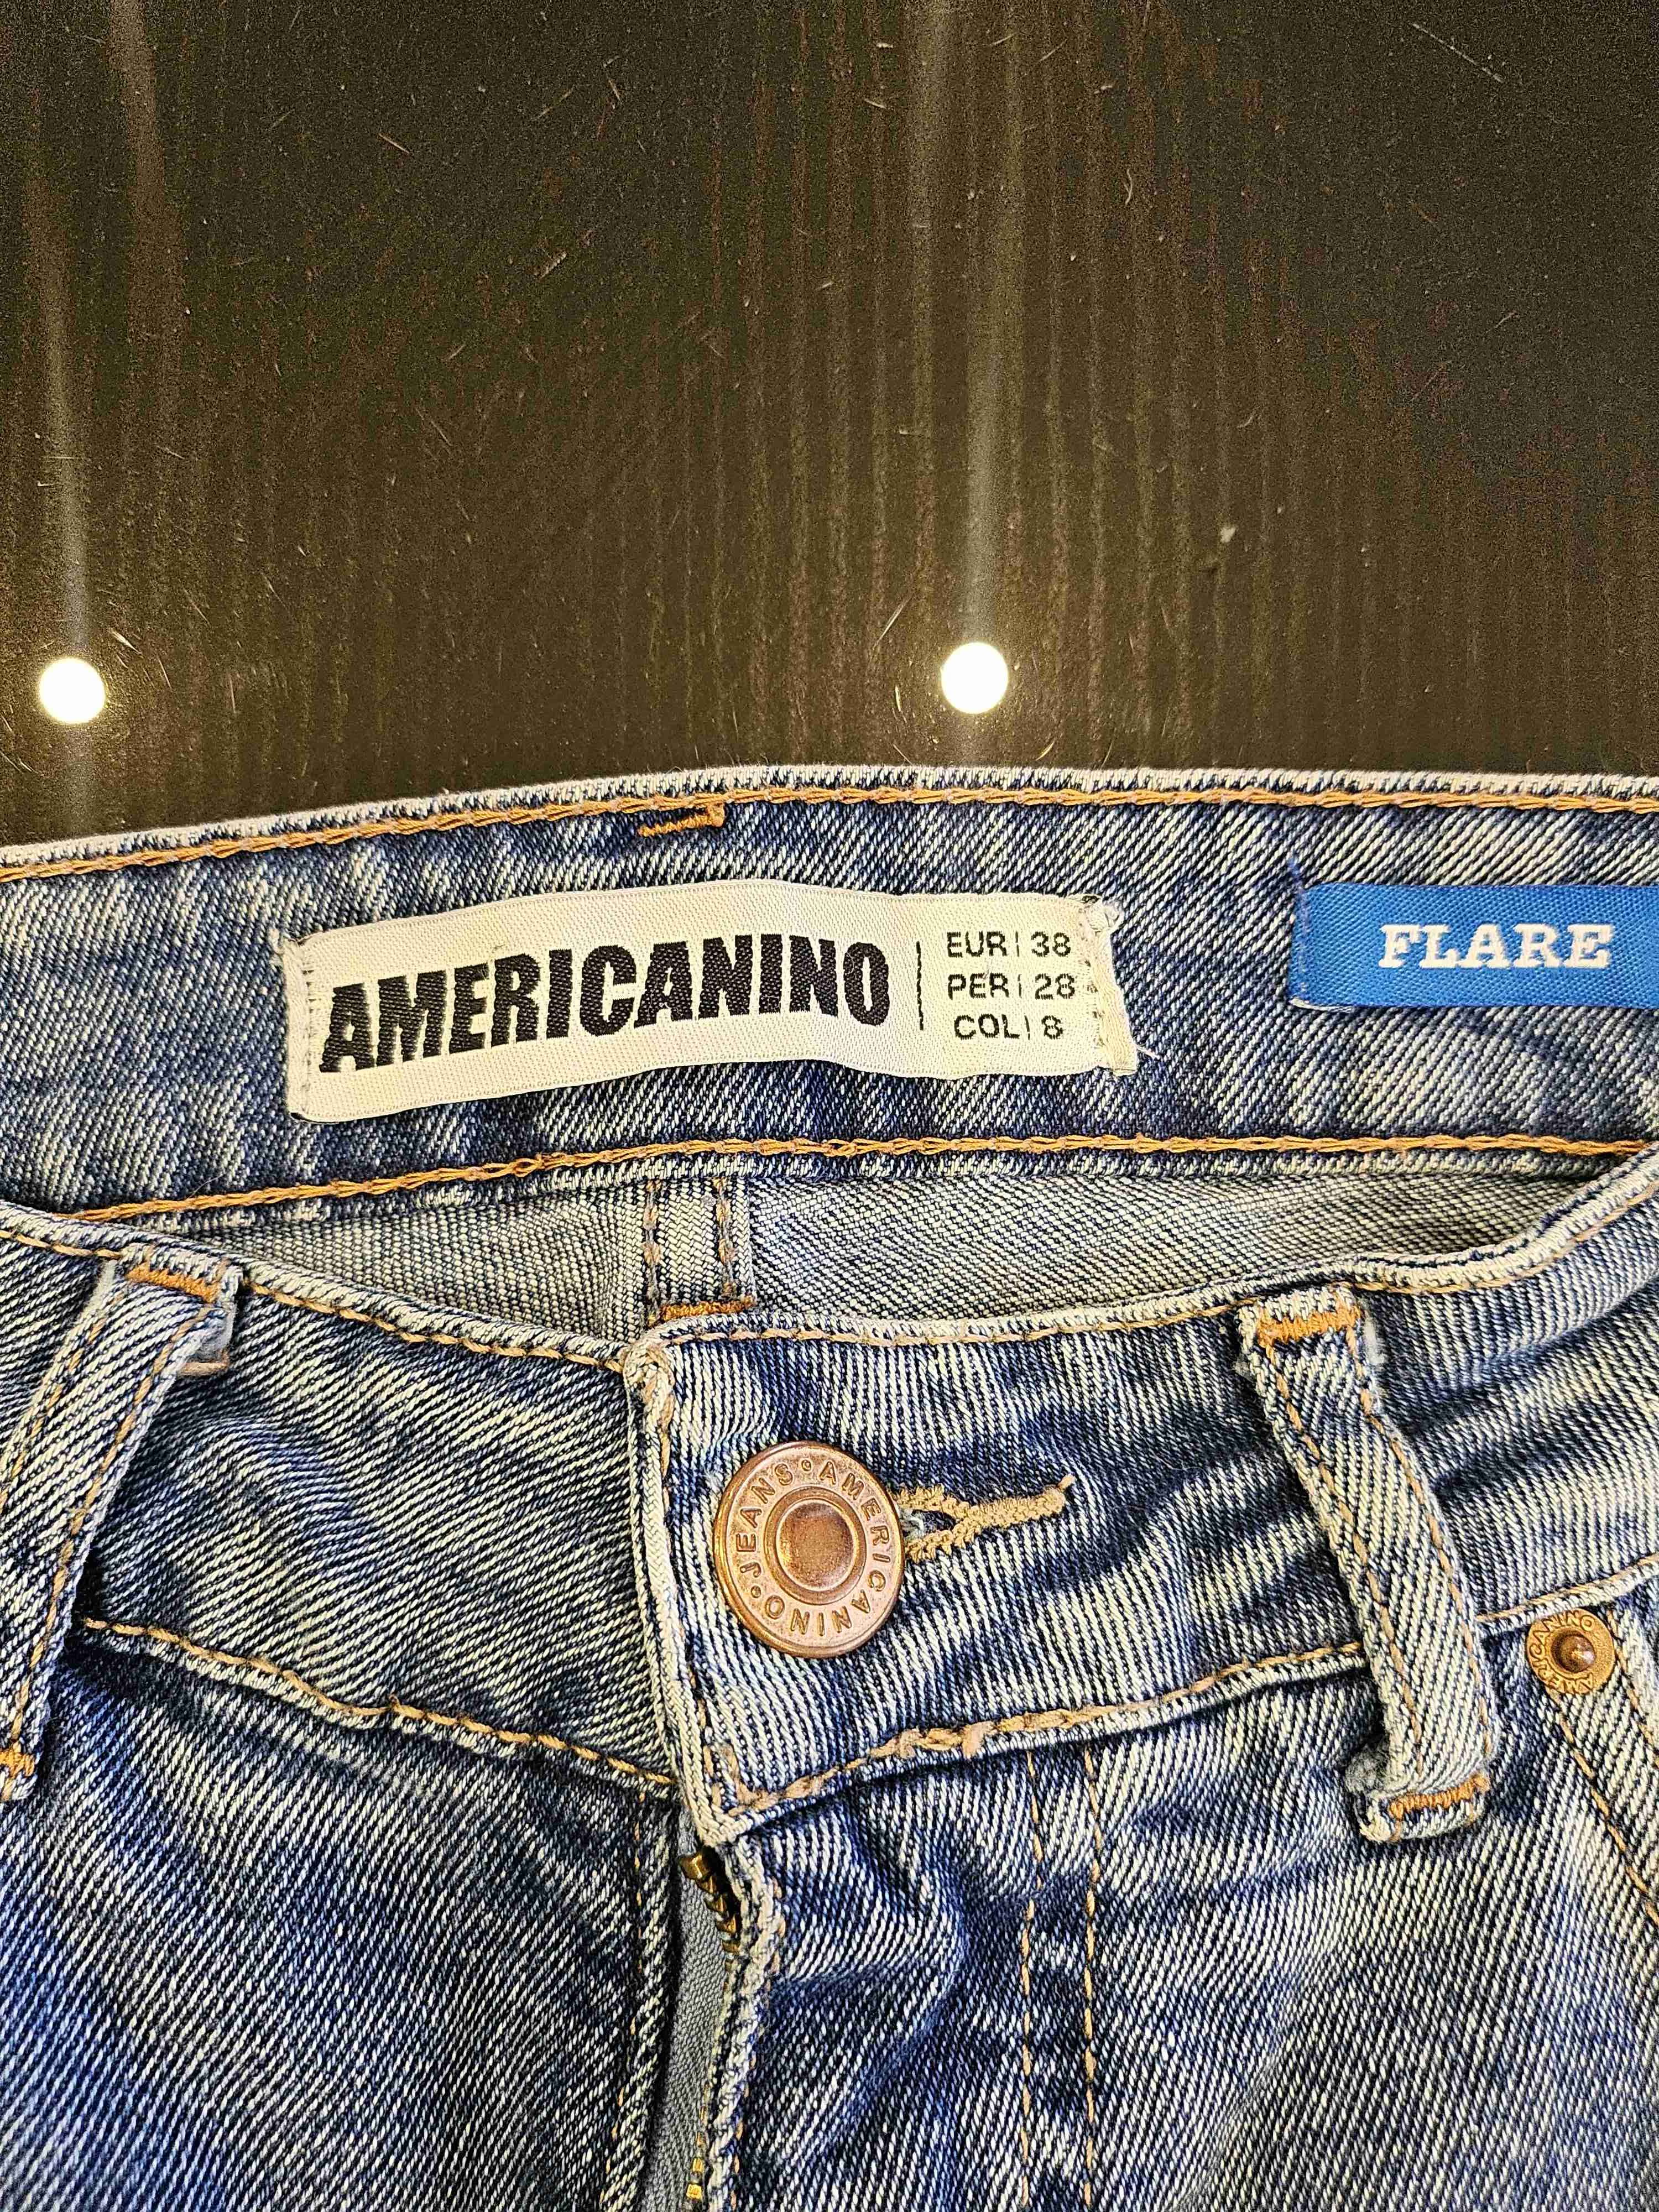 AMERICANINO
EUR| 38
PER| 28
COL| 8
FLARE
JEANS • AMERICANINO •
AMERICANINO